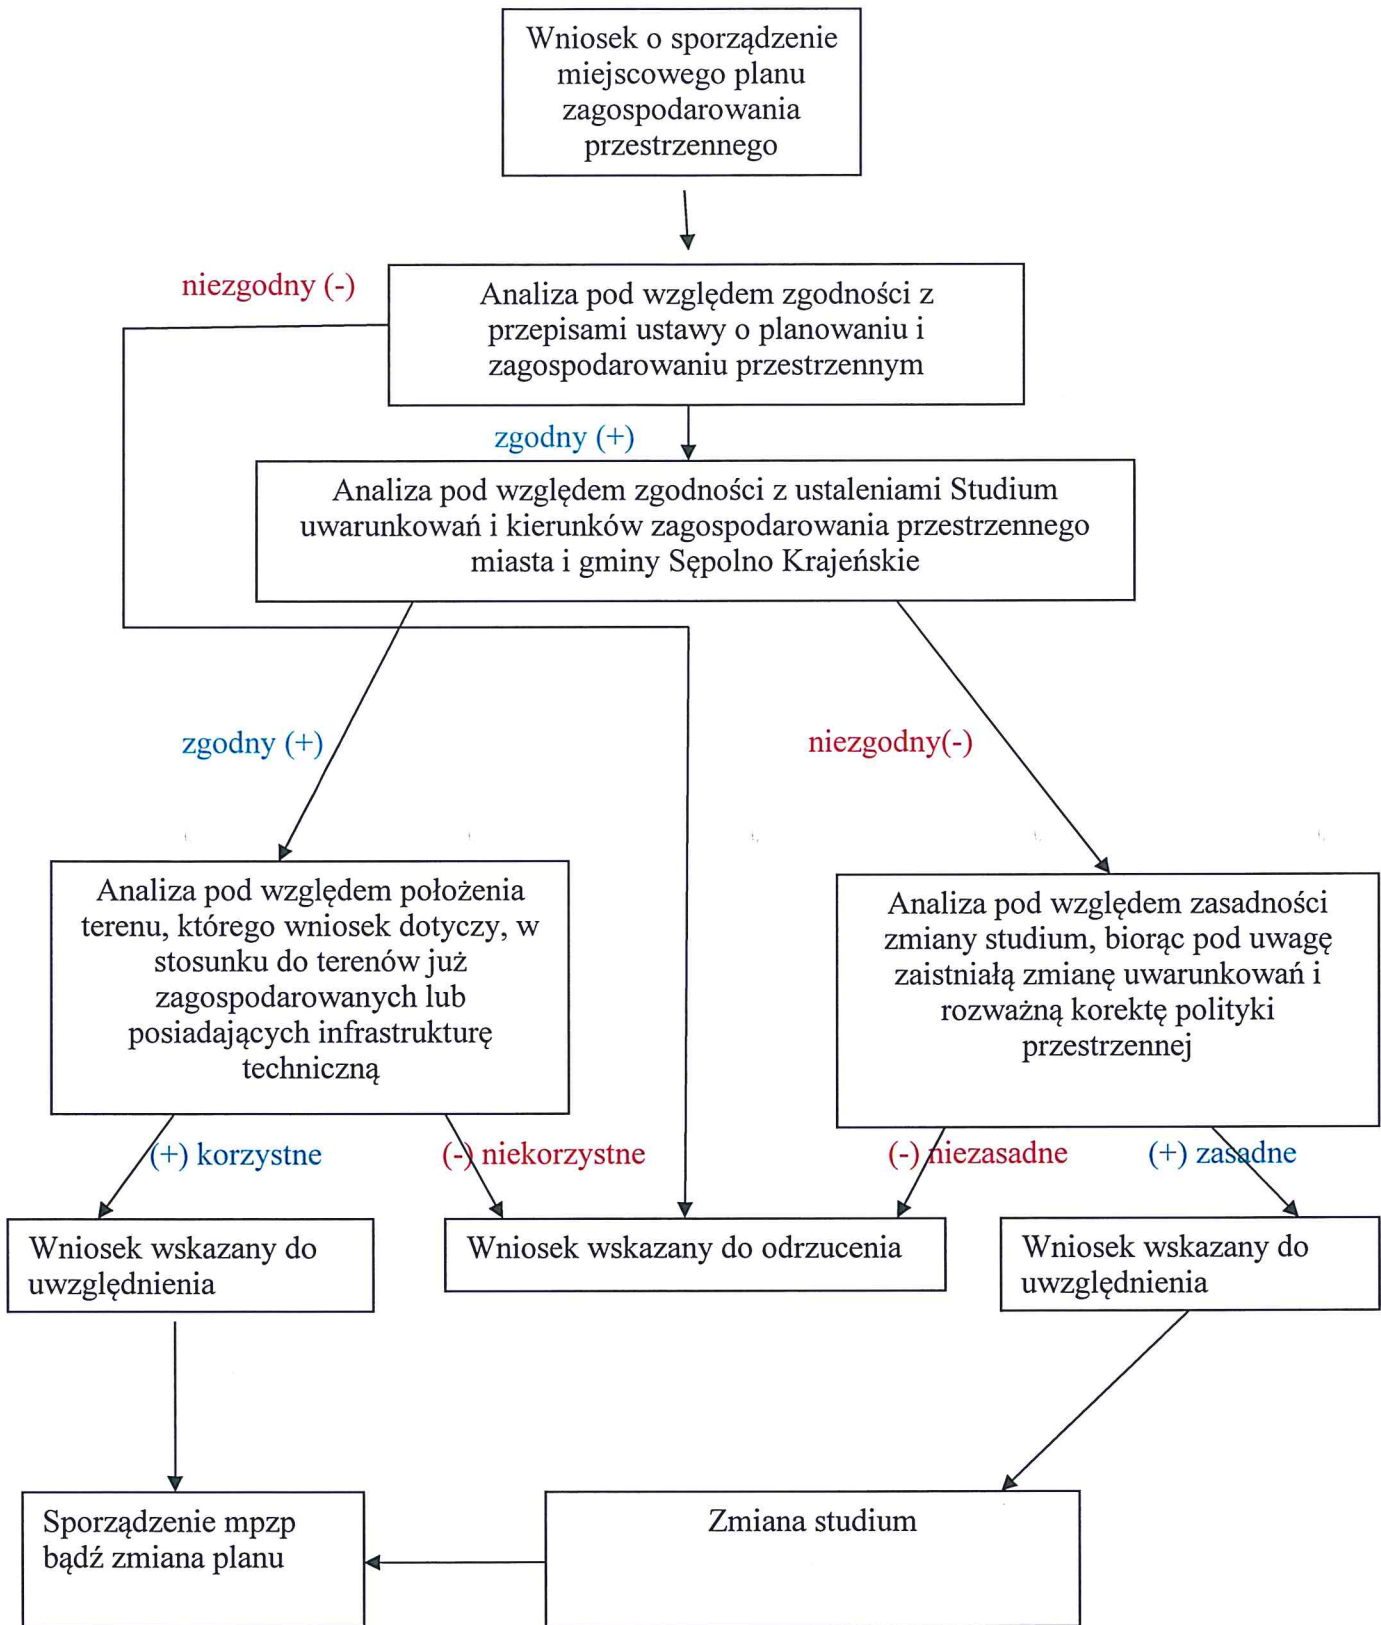 Wniosek o sporządzenie
miejscowego planu
zagospodarowania
przestrzennego
niezgodny (-)
Analiza pod względem zgodności z
przepisami ustawy o planowaniu i
zagospodarowaniu przestrzennym
zgodny (+)
Analiza pod względem zgodności z ustaleniami Studium
uwarunkowań i kierunków zagospodarowania przestrzennego
miasta i gminy Sępolno Krajeńskie
zgodny (+)
niezgodny(-)
Analiza pod względem położenia
terenu, którego wniosek dotyczy, w
stosunku do terenów już
zagospodarowanych lub
posiadających infrastrukturę
techniczną
Analiza pod względem zasadności
zmiany studium, biorąc pod uwagę
zaistniałą zmianę uwarunkowań i
rozważną korektę polityki
przestrzennej
(+) korzystne
(-) niekorzystne
(-) niezasadne
(+) zasadne
Wniosek wskazany do
uwzględnienia
Wniosek wskazany do odrzucenia
Wniosek wskazany do
uwzględnienia
Sporządzenie mpzp
bądź zmiana planu
Zmiana studium